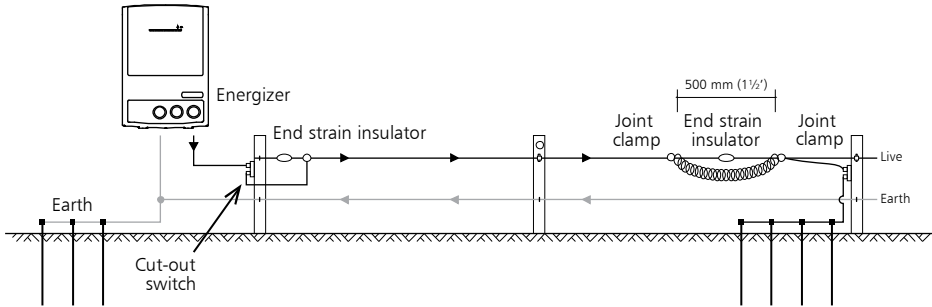 500 mm (1½')
Energizer
End strain insulator
Joint
clamp
End strain
insulator
Joint
clamp
Live
Earth
Earth
Cut-out
switch